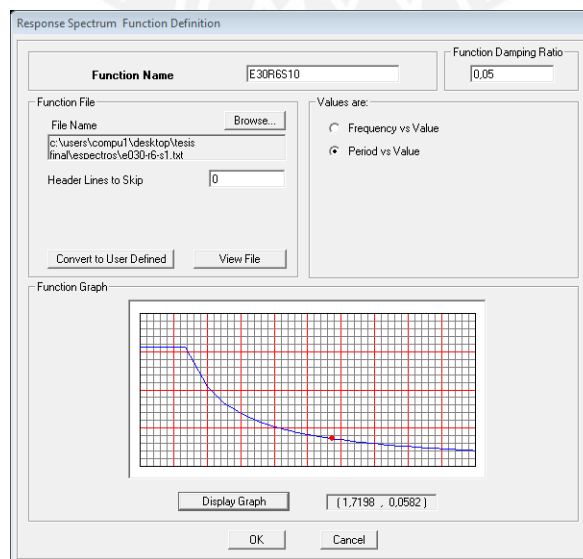 Response Spectrum Function Definition
Function Damping Ratio
Function Name
E30R6S10
0,05
Function File
Values are:
File Name
Browse...
c:\users\compu1\desktop\tesis
final\espectros\e030-r6-s1.txt
Header Lines to Skip
0
Convert to User Defined
View File
Frequency vs Value
Period vs Value
Function Graph
Display Graph
(1,7198 , 0,0582 )
OK
Cancel